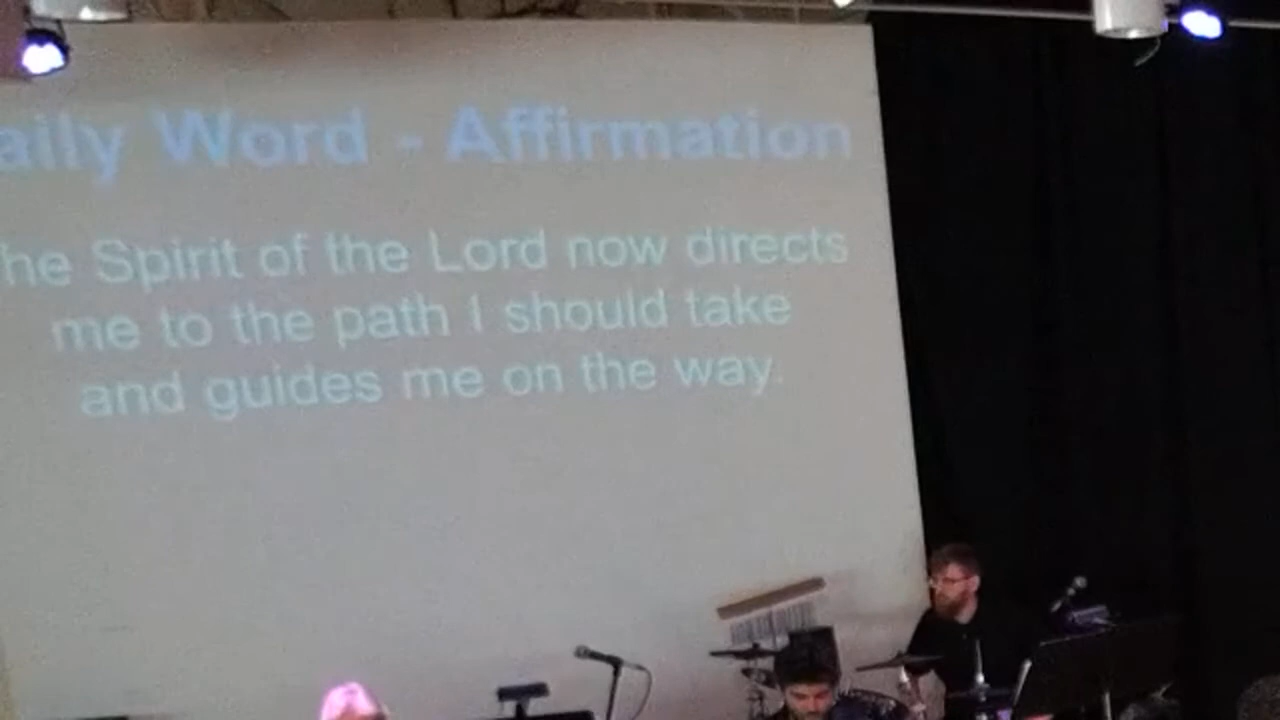 aily Word - Affirmation
he Spirit of the Lord now directs
me to the path I should take
and guides me on the way.